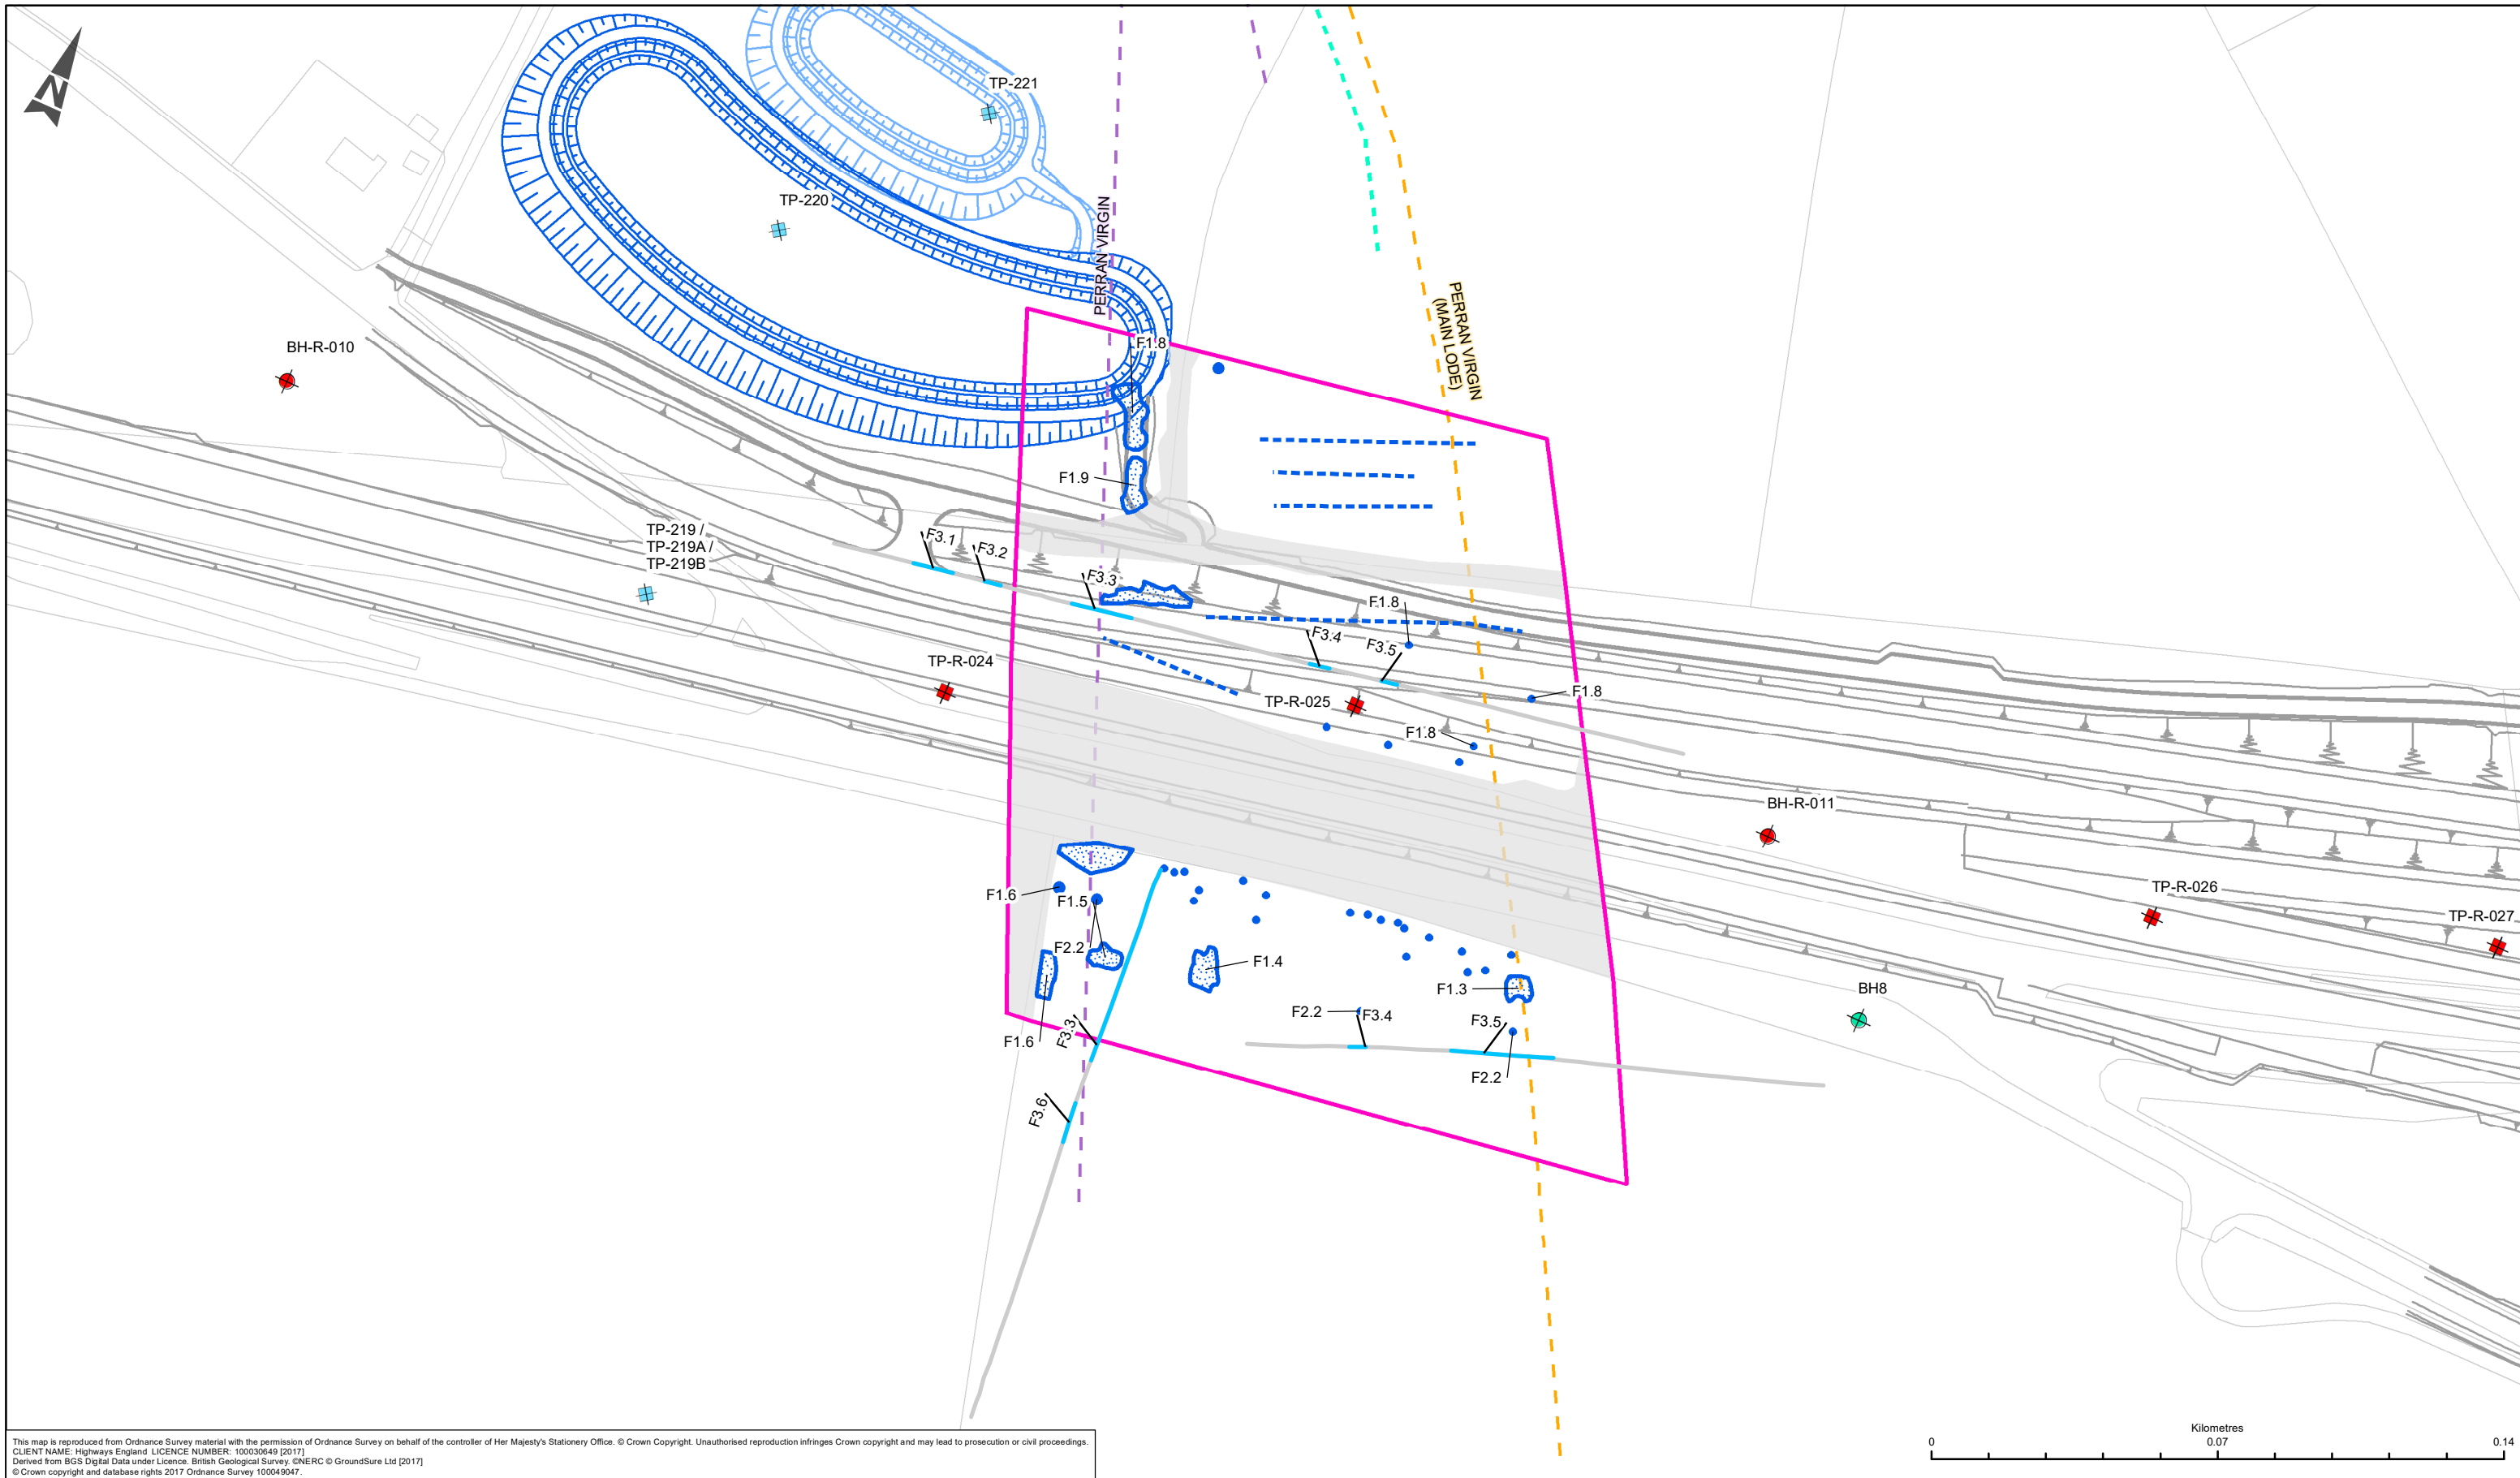 N
TP-221
TP-220
PERRAN VIRGIN
PERRAN VIRGIN
(MAIN LODE)
BH-R-010
F1.8
F1.9
TP-219 /
TP-219A /
TP-219B
F3.1
F3.2
F3.3
F1.8
F3.4
F3.5
TP-R-024
TP-R-025
F1.8
F1.8
BH-R-011
F1.6
F1.5
F2.2
F1.4
F1.3
TP-R-026
TP-R-027
BH8
F2.2
F3.4
F3.5
F1.6
F3.3
F2.2
F3.6
Kilometres
0
0.07
0.14
This map is reproduced from Ordnance Survey material with the permission of Ordnance Survey on behalf of the controller of Her Majesty's Stationery Office. © Crown Copyright. Unauthorised reproduction infringes Crown copyright and may lead to prosecution or civil proceedings.
CLIENT NAME: Highways England LICENCE NUMBER: 100030649 [2017]
Derived from BGS Digital Data under Licence. British Geological Survey. ©NERC © GroundSure Ltd [2017]
© Crown copyright and database rights 2017 Ordnance Survey 100049047.